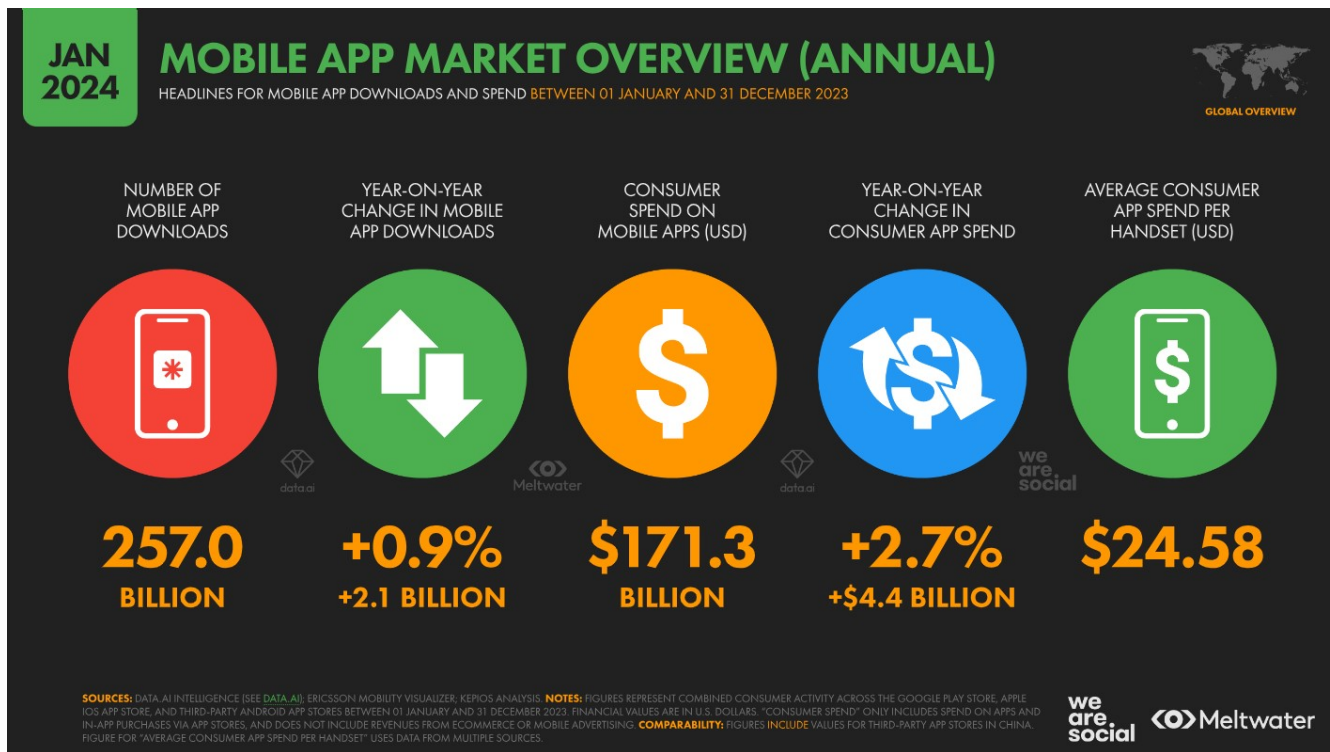 JAN
2024
MOBILE APP MARKET OVERVIEW (ANNUAL)
HEADLINES FOR MOBILE APP DOWNLOADS AND SPEND BETWEEN 01 JANUARY AND 31 DECEMBER 2023
GLOBAL OVERVIEW
NUMBER OF
MOBILE APP
DOWNLOADS
257.0
BILLION
YEAR-ON-YEAR
CHANGE IN MOBILE
APP DOWNLOADS
+0.9%
+2.1 BILLION
CONSUMER
SPEND ON
MOBILE APPS (USD)
$
$171.3
BILLION
YEAR-ON-YEAR
CHANGE IN
CONSUMER APP SPEND
$
+2.7%
+$4.4 BILLION
AVERAGE CONSUMER
APP SPEND PER
HANDSET (USD)
$
$24.58
data.ai
Meltwater
data.ai
we
are.
social
SOURCES: DATA.AI INTELLIGENCE (SEE DATA.AI); ERICSSON MOBILITY VISUALIZER; KEPIOS ANALYSIS. NOTES: FIGURES REPRESENT COMBINED CONSUMER ACTIVITY ACROSS THE GOOGLE PLAY STORE, APPLE
IOS APP STORE, AND THIRD-PARTY ANDROID APP STORES BETWEEN 01 JANUARY AND 31 DECEMBER 2023. FINANCIAL VALUES ARE IN U.S. DOLLARS. "CONSUMER SPEND" ONLY INCLUDES SPEND ON APPS AND
IN-APP PURCHASES VIA APP STORES, AND DOES NOT INCLUDE REVENUES FROM ECOMMERCE OR MOBILE ADVERTISING. COMPARABILITY: FIGURES INCLUDE VALUES FOR THIRD-PARTY APP STORES IN CHINA.
FIGURE FOR "AVERAGE CONSUMER APP SPEND PER HANDSET" USES DATA FROM MULTIPLE SOURCES.
we
are.
social
Meltwater